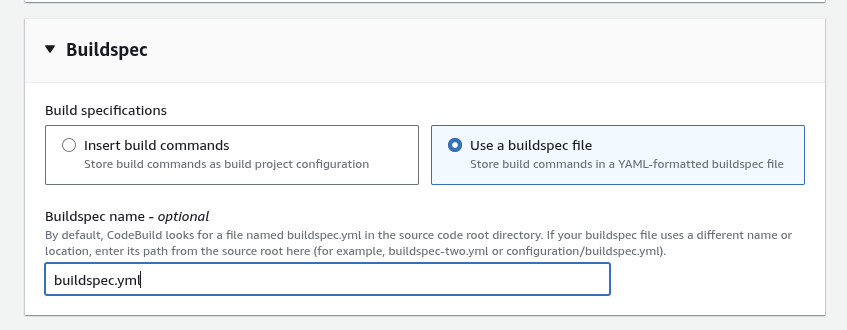 Buildspec
Build specifications
Insert build commands
Store build commands as build project configuration
Use a buildspec file
Store build commands in a YAML-formatted buildspec file
Buildspec name - optional
By default, CodeBuild looks for a file named buildspec.yml in the source code root directory. If your buildspec file uses a different name or
location, enter its path from the source root here (for example, buildspec-two.yml or configuration/buildspec.yml).
buildspec.yml